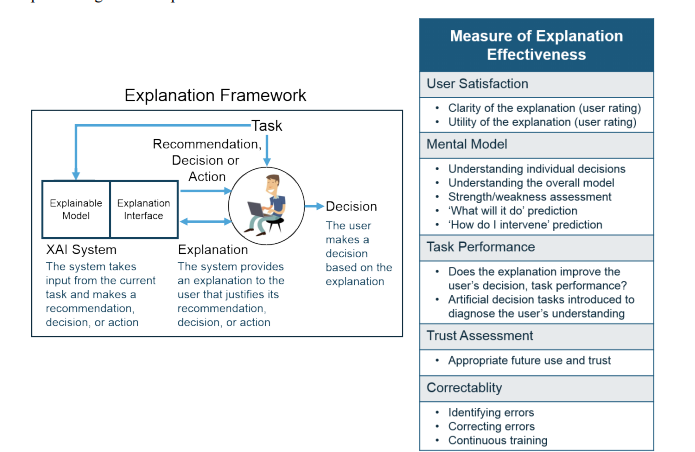 Explanation Framework
Task
Recommendation,
Decision or
Action
Explainable
Model
Explanation
Interface
Decision
The user
makes a
decision
based on the
explanation
XAI System
The system takes
input from the current
task and makes a
recommendation,
decision, or action
Explanation
The system provides
an explanation to the
user that justifies its
recommendation,
decision, or action
Measure of Explanation
Effectiveness
User Satisfaction
• Clarity of the explanation (user rating)
• Utility of the explanation (user rating)
Mental Model
• Understanding individual decisions
• Understanding the overall model
• Strength/weakness assessment
• ‘What will it do’ prediction
• ‘How do I intervene’ prediction
Task Performance
• Does the explanation improve the
user’s decision, task performance?
• Artificial decision tasks introduced to
diagnose the user’s understanding
Trust Assessment
• Appropriate future use and trust
Correctablity
• Identifying errors
• Correcting errors
• Continuous training